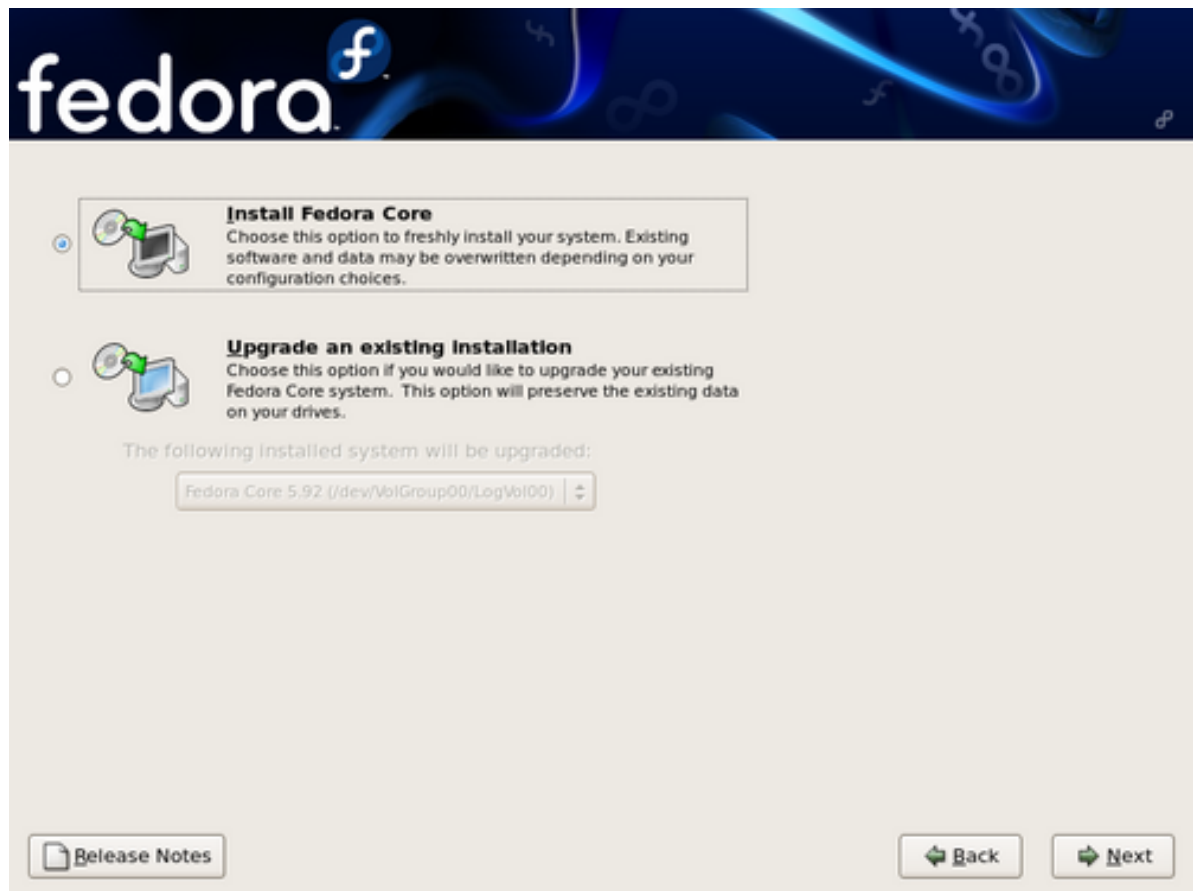 fedora
Install Fedora Core
Choose this option to freshly install your system. Existing
software and data may be overwritten depending on your
configuration choices.
Upgrade an existing installation
Choose this option if you would like to upgrade your existing
Fedora Core system. This option will preserve the existing data
on your drives.
The following installed system will be upgraded:
Fedora Core 5.92 (/dev/VolGroup00/LogVol00)
Release Notes
Back
Next